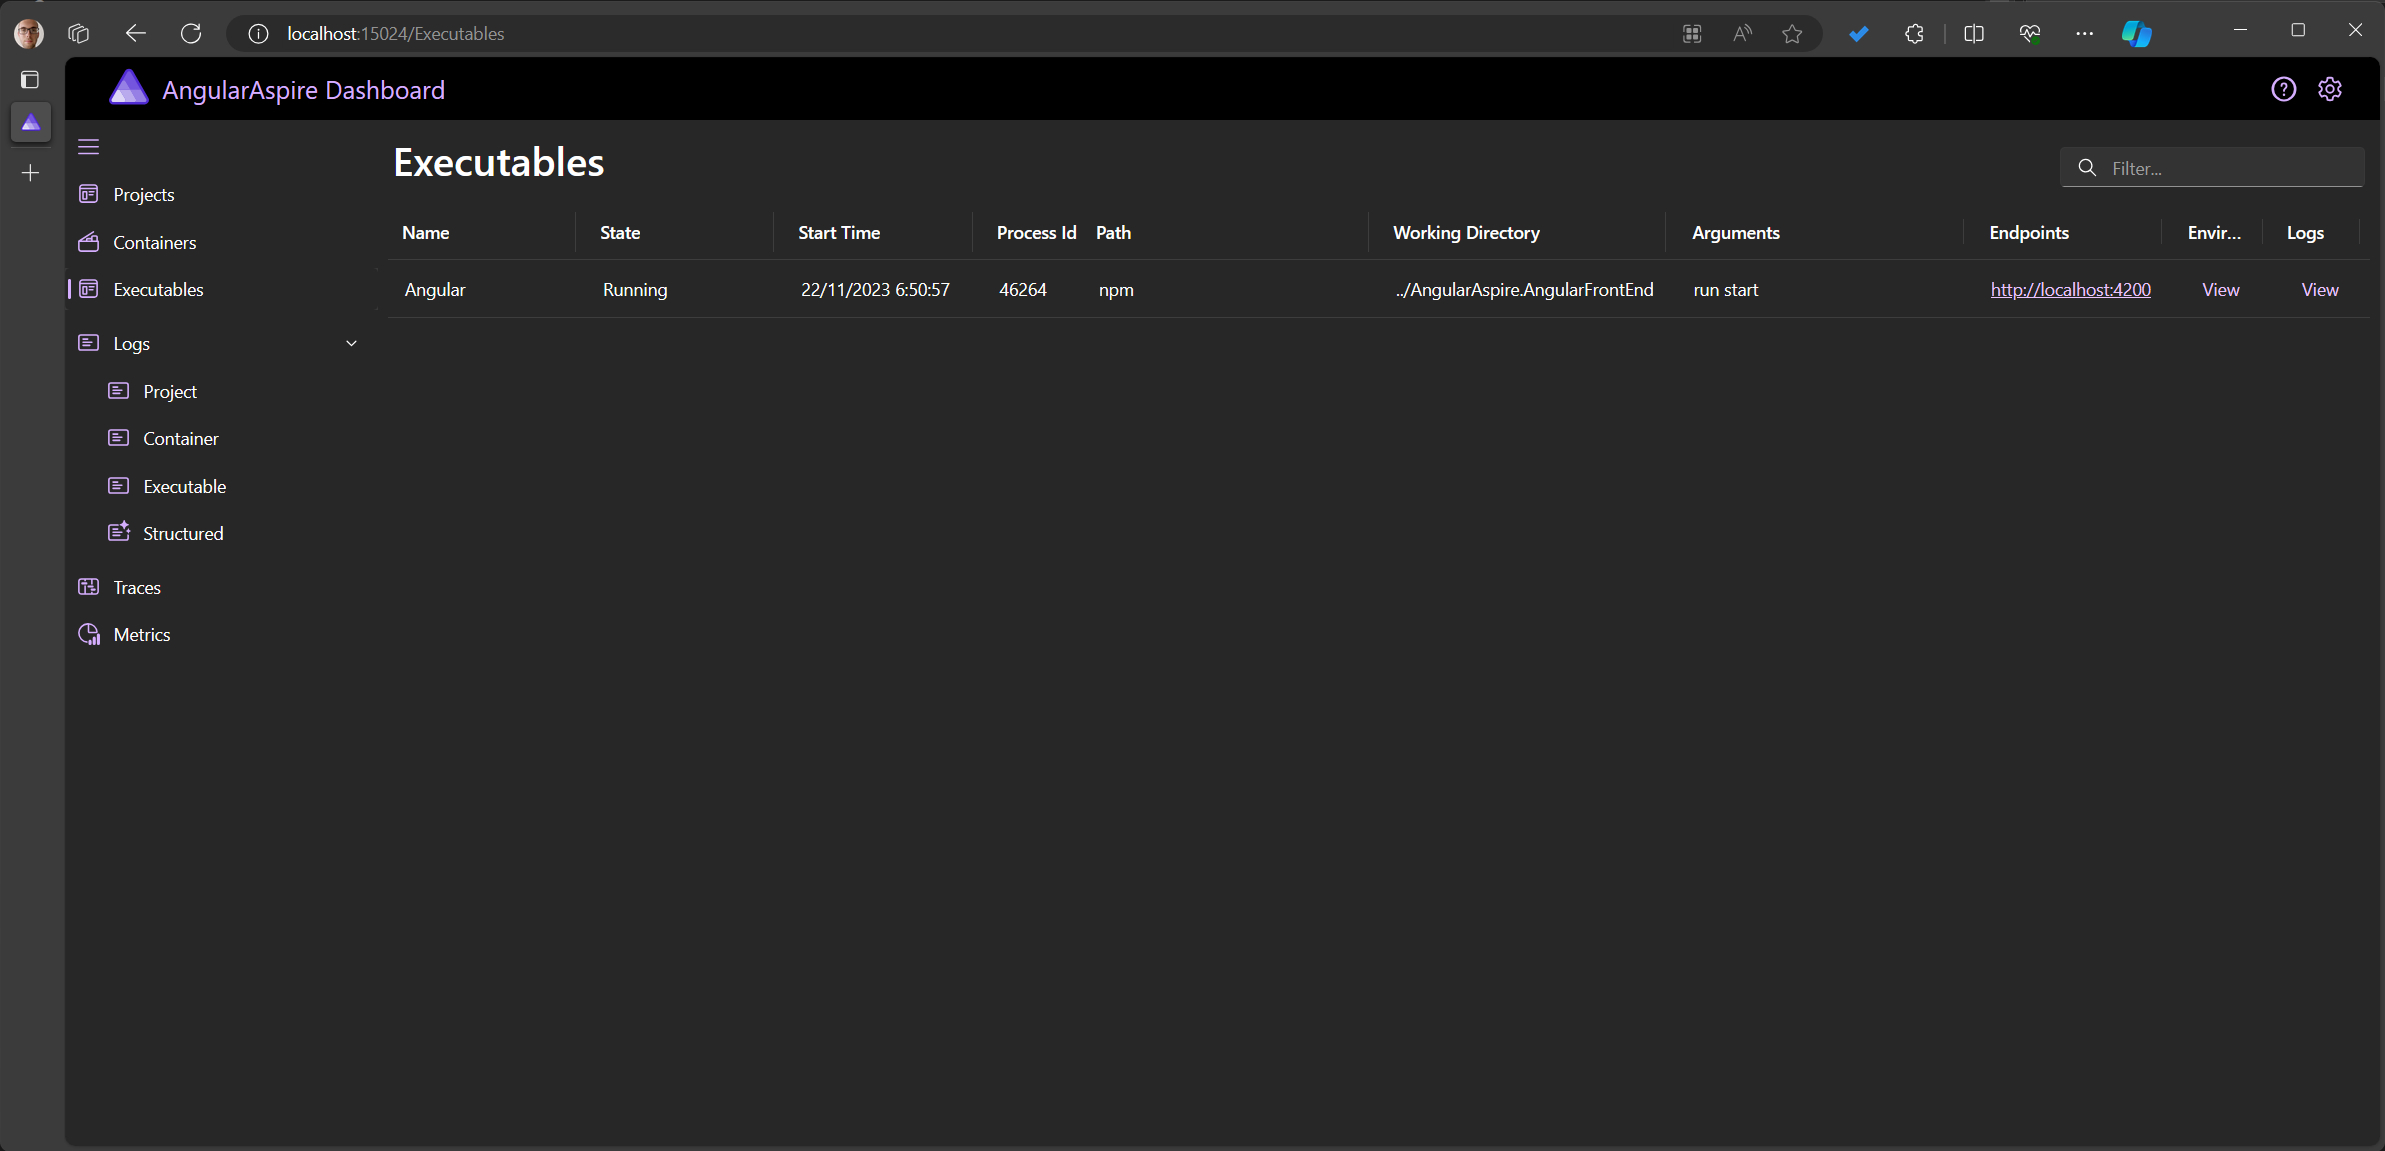 localhost:15024/Executables
AngularAspire Dashboard
Projects
Containers
Executables
Logs
Project
Container
Executable
Structured
Traces
Metrics
Executables
Filter...
Name State Start Time Process Id Path Working Directory Arguments Endpoints Envir... Logs
Angular Running 22/11/2023 6:50:57 46264 npm ../AngularAspire.AngularFrontEnd run start http://localhost:4200 View View